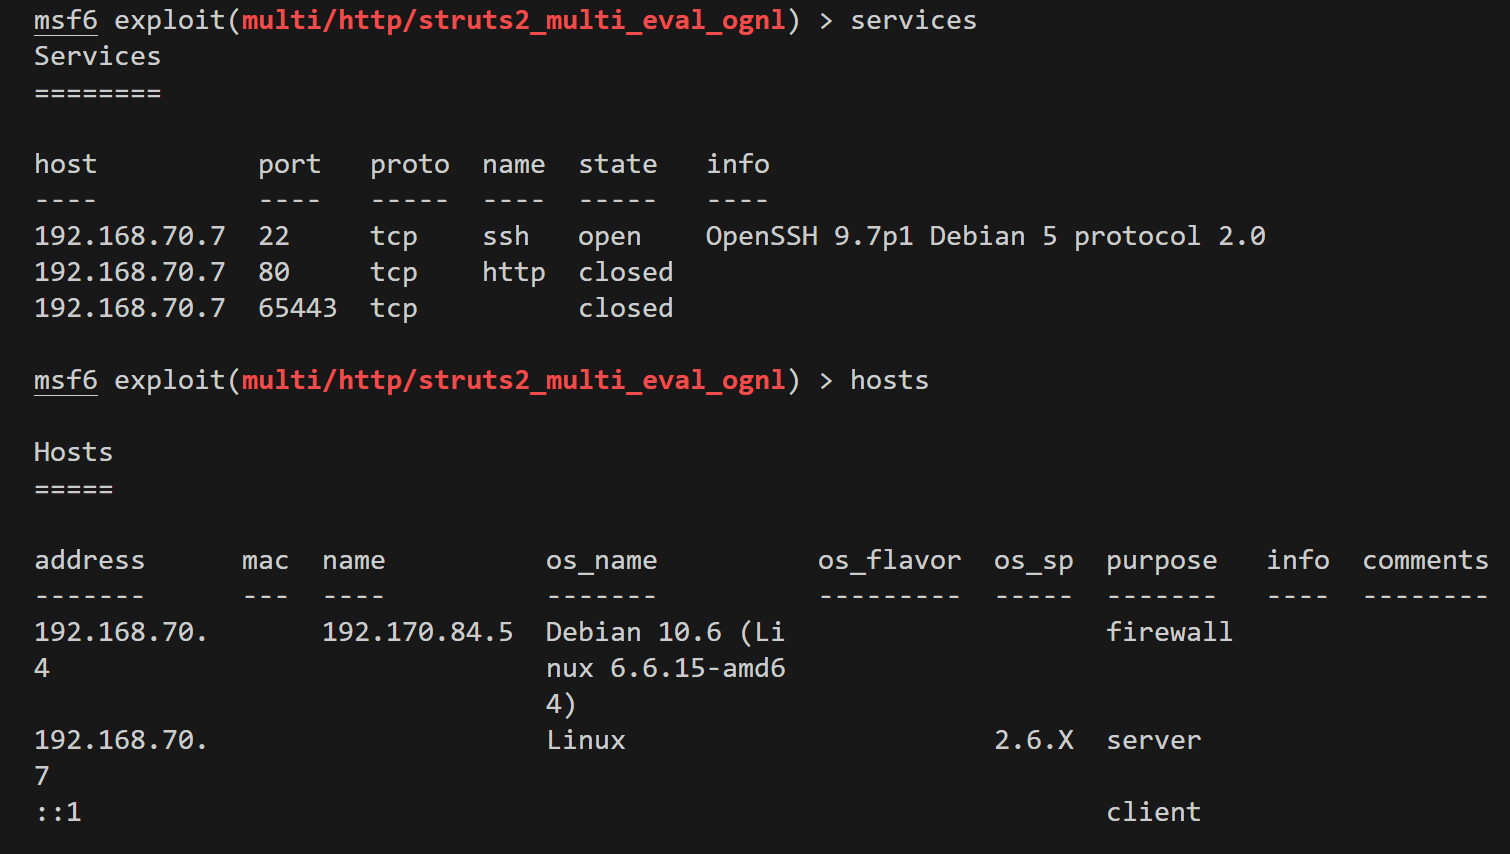 msf6 exploit(multi/http/struts2_multi_eval_ognl) > services
Services
========
host port proto name state info
---- ---- ----- ---- ----- ----
192.168.70.7 22 tcp ssh open OpenSSH 9.7p1 Debian 5 protocol 2.0
192.168.70.7 80 tcp http closed
192.168.70.7 65443 tcp closed
msf6 exploit(multi/http/struts2_multi_eval_ognl) > hosts
Hosts
=====
address mac name os_name os_flavor os_sp purpose info comments
------- --- ---- ------- --------- ----- ------- ---- --------
192.168.70. 192.170.84.5 Debian 10.6 (Li firewall
4 nux 6.6.15-amd6
4)
192.168.70. Linux 2.6.X server
7
::1 client